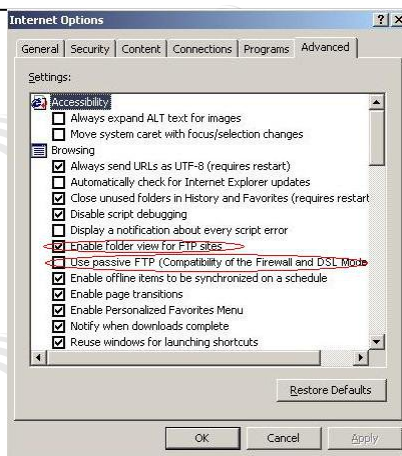 Internet Options
General Security Content Connections Programs Advanced
Settings:
Accessibility
Always expand ALT text for images
Move system caret with focus/selection changes
Browsing
Always send URLs as UTF-8 (requires restart)
Automatically check for Internet Explorer updates
Close unused folders in History and Favorites (requires restart
Disable script debugging
Display a notification about every script error
Enable folder view for FTP sites
Use passive FTP (Compatibility of the Firewall and DSL Mode
Enable offline items to be synchronized on a schedule
Enable page transitions
Enable Personalized Favorites Menu
Notify when downloads complete
Reuse windows for launching shortcuts
Restore Defaults
OK Cancel Apply